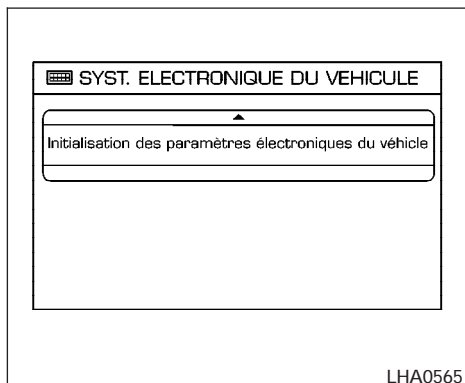 SYST. ELECTRONIQUE DU VEHICULE
Initialisation des paramètres électroniques du véhicle
LHA0565